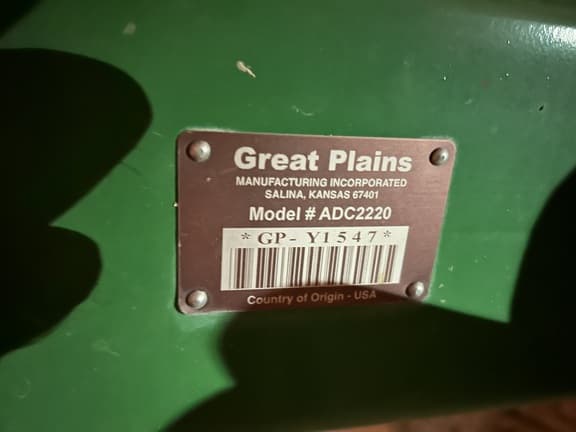 Great Plains
MANUFACTURING INCORPORATED
SALINA, KANSAS 67401
Model # ADC2220
*GP-Y1547*
Country of Origin - USA